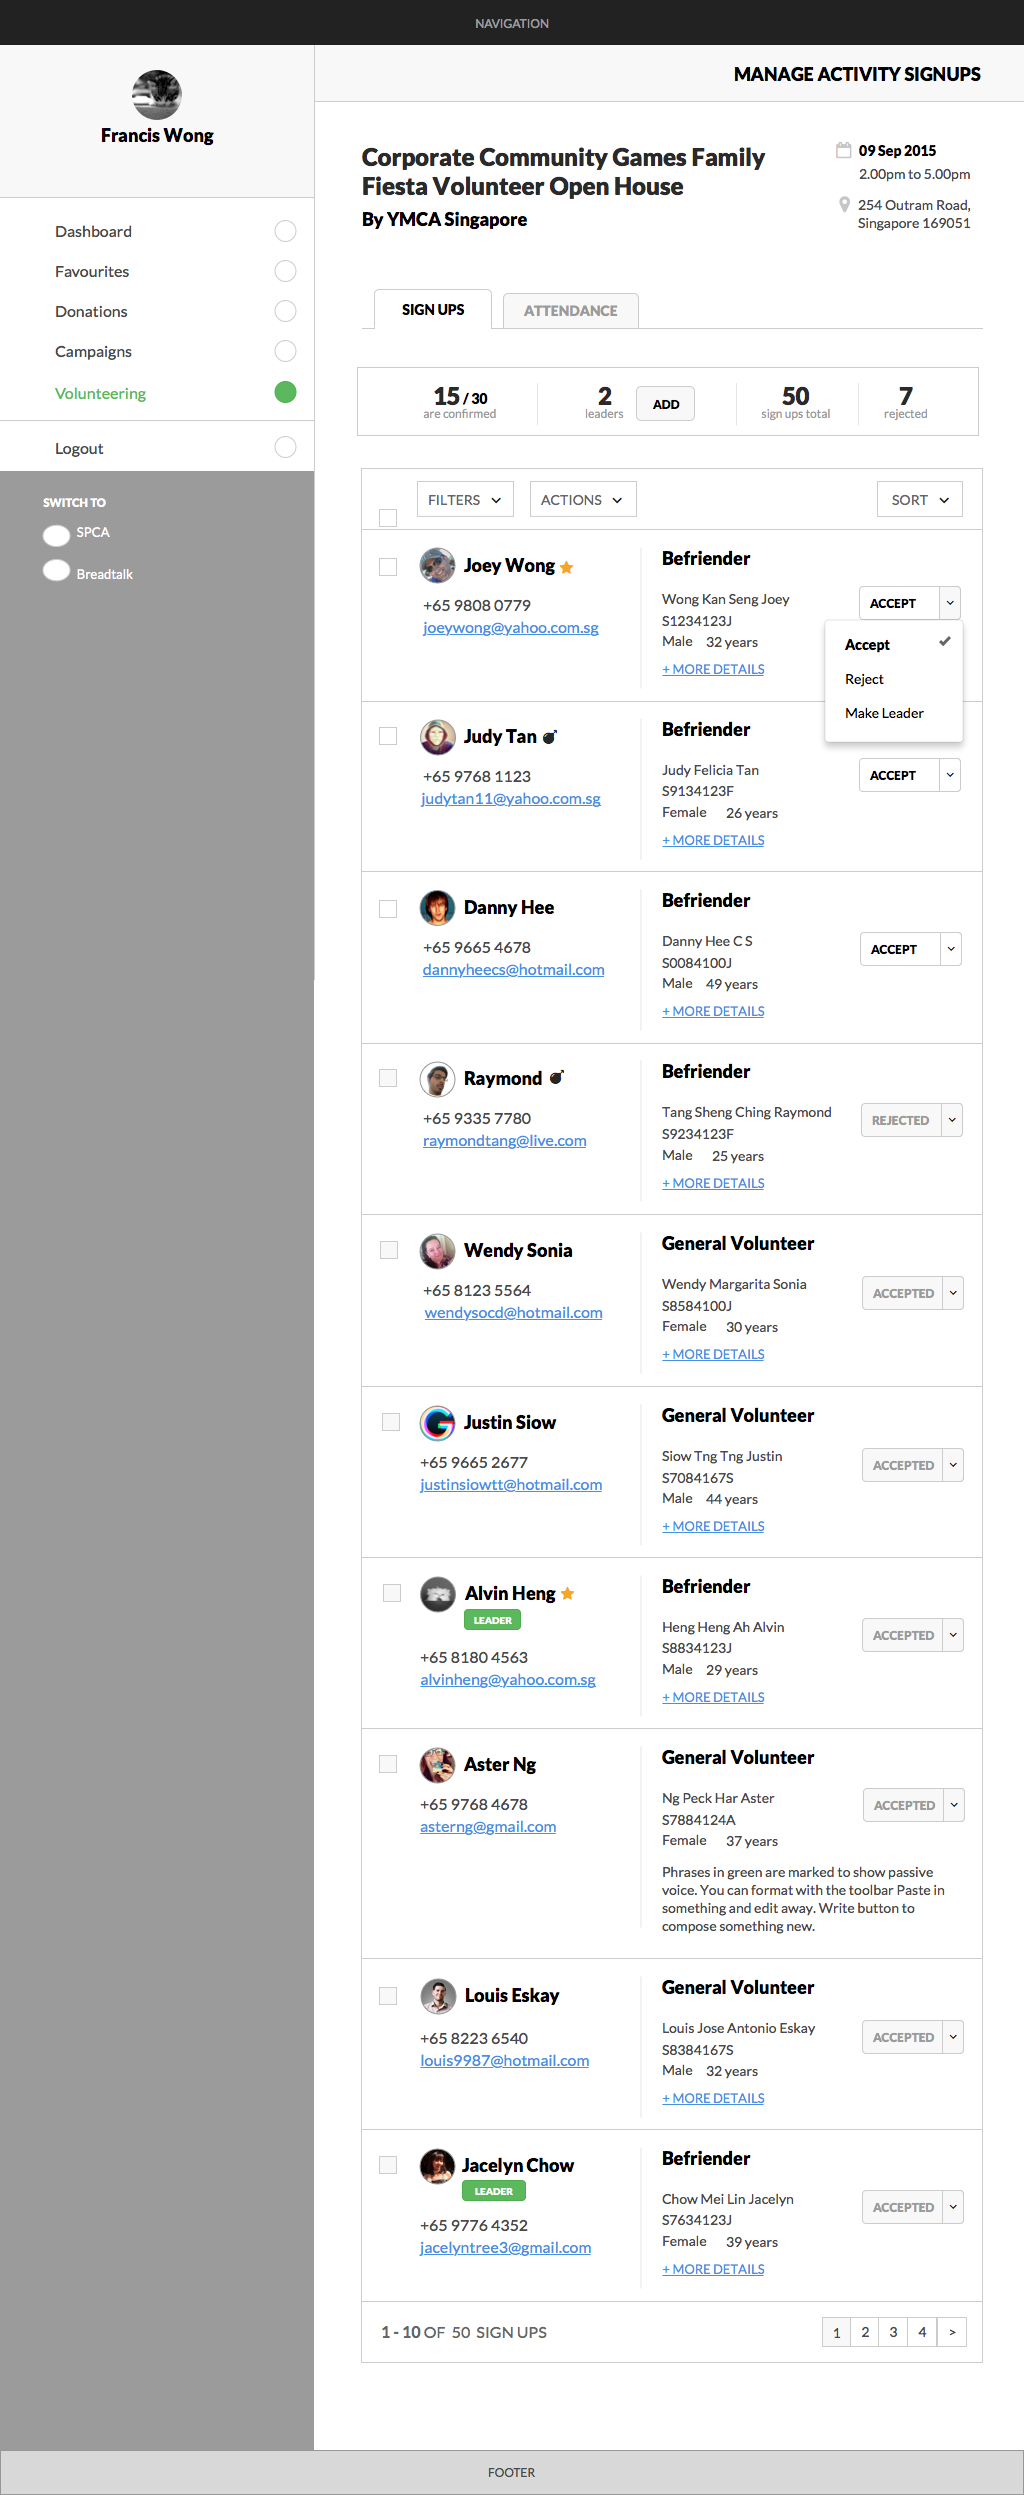 NAVIGATION
Francis Wong
Dashboard
Favourites
Donations
Campaigns
Volunteering
Logout
SWITCH TO
SPCA
Breadtalk
MANAGE ACTIVITY SIGNUPS
Corporate Community Games Family
Fiesta Volunteer Open House
By YMCA Singapore
09 Sep 2015
2.00pm to 5.00pm
254 Outram Road,
Singapore 169051
SIGN UPS
ATTENDANCE
15 / 30
are confirmed
2
leaders
ADD
50
sign ups total
7
rejected
FILTERS
ACTIONS
SORT
Joey Wong
+65 9808 0779
joeywong@yahoo.com.sg
Befriender
Wong Kan Seng Joey
S1234123J
Male 32 years
+ MORE DETAILS
ACCEPT
Accept
Reject
Make Leader
Judy Tan
+65 9768 1123
judytan11@yahoo.com.sg
Befriender
Judy Felicia Tan
S9134123F
Female 26 years
+ MORE DETAILS
ACCEPT
Danny Hee
+65 9665 4678
dannyheecs@hotmail.com
Befriender
Danny Hee C S
S0084100J
Male 49 years
+ MORE DETAILS
ACCEPT
Raymond
+65 9335 7780
raymondtang@live.com
Befriender
Tang Sheng Ching Raymond
S9234123F
Male 25 years
+ MORE DETAILS
REJECTED
Wendy Sonia
+65 8123 5564
wendysocd@hotmail.com
General Volunteer
Wendy Margarita Sonia
S8584100J
Female 30 years
+ MORE DETAILS
ACCEPTED
Justin Siow
+65 9665 2677
justinsiowtt@hotmail.com
General Volunteer
Siow Tng Tng Justin
S7084167S
Male 44 years
+ MORE DETAILS
ACCEPTED
Alvin Heng
LEADER
+65 8180 4563
alvinheng@yahoo.com.sg
Befriender
Heng Heng Ah Alvin
S8834123J
Male 29 years
+ MORE DETAILS
ACCEPTED
Aster Ng
+65 9768 4678
asterng@gmail.com
General Volunteer
Ng Peck Har Aster
S7884124A
Female 37 years
Phrases in green are marked to show passive
voice. You can format with the toolbar Paste in
something and edit away. Write button to
compose something new.
ACCEPTED
Louis Eskay
+65 8223 6540
louis9987@hotmail.com
General Volunteer
Louis Jose Antonio Eskay
S8384167S
Male 32 years
+ MORE DETAILS
ACCEPTED
Jacelyn Chow
LEADER
+65 9776 4352
jacelyntree3@gmail.com
Befriender
Chow Mei Lin Jacelyn
S7634123J
Female 39 years
+ MORE DETAILS
ACCEPTED
1 - 10 OF 50 SIGN UPS
1 2 3 4 >
FOOTER